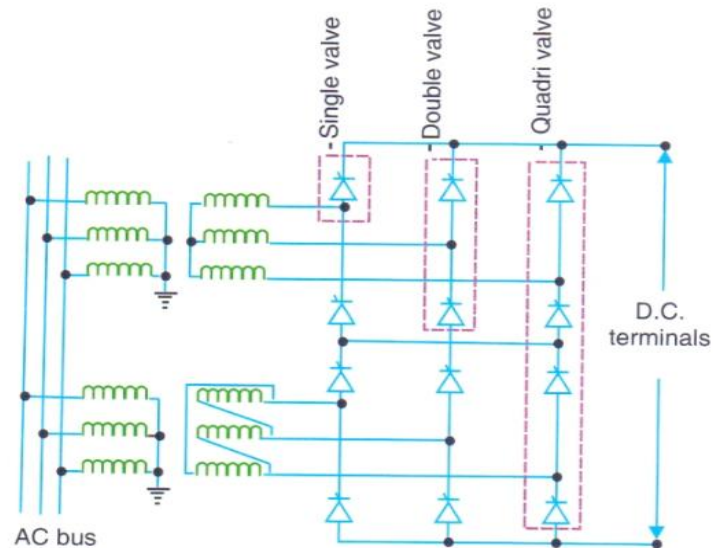 Single valve
Double valve
Quadri valve
D.C.
terminals
AC bus